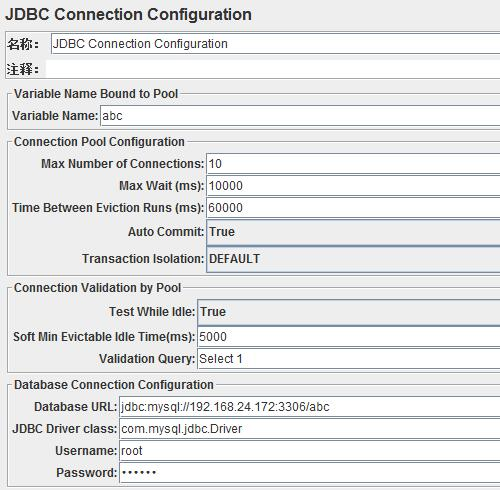 JDBC Connection Configuration
名称: JDBC Connection Configuration
注释:
Variable Name Bound to Pool
Variable Name: abc
Connection Pool Configuration
Max Number of Connections: 10
Max Wait (ms): 10000
Time Between Eviction Runs (ms): 60000
Auto Commit: True
Transaction Isolation: DEFAULT
Connection Validation by Pool
Test While Idle: True
Soft Min Evictable Idle Time(ms): 5000
Validation Query: Select 1
Database Connection Configuration
Database URL: jdbc:mysql://192.168.24.172:3306/abc
JDBC Driver class: com.mysql.jdbc.Driver
Username: root
Password: ••••••